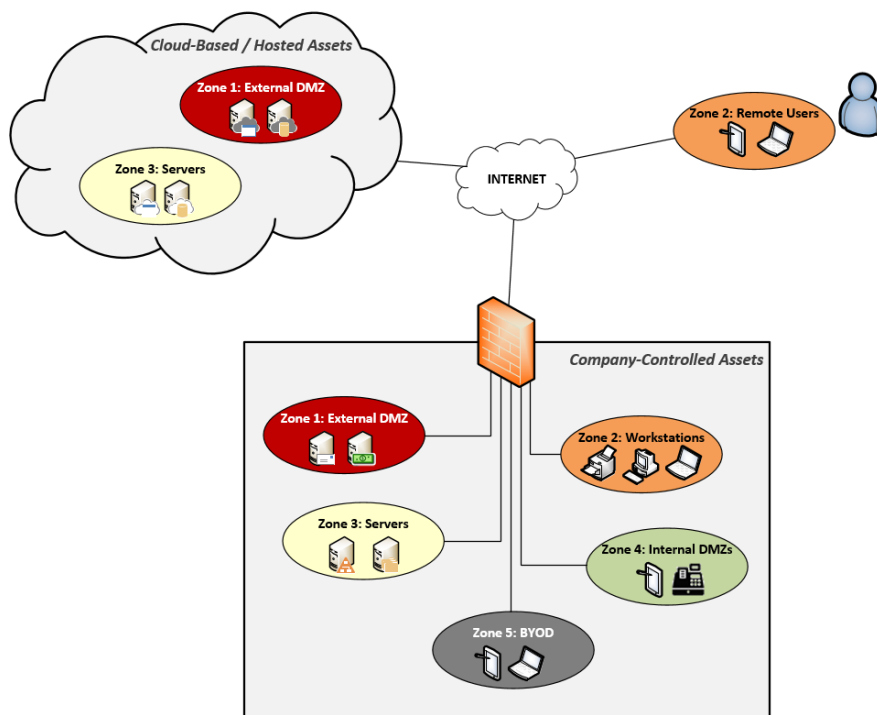 Cloud-Based / Hosted Assets
Zone 1: External DMZ
Zone 3: Servers
Zone 2: Remote Users
INTERNET
Company-Controlled Assets
Zone 1: External DMZ
Zone 2: Workstations
Zone 3: Servers
Zone 4: Internal DMZs
Zone 5: BYOD